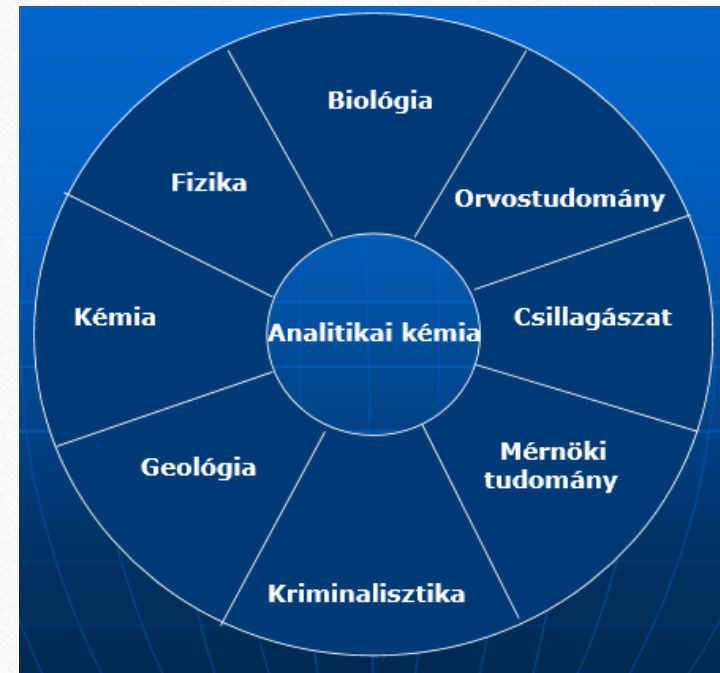 Biológia
Fizika
Orvostudomány
Kémia
Analitikai kémia
Csillagászat
Geológia
Mérnöki
tudomány
Kriminalisztika